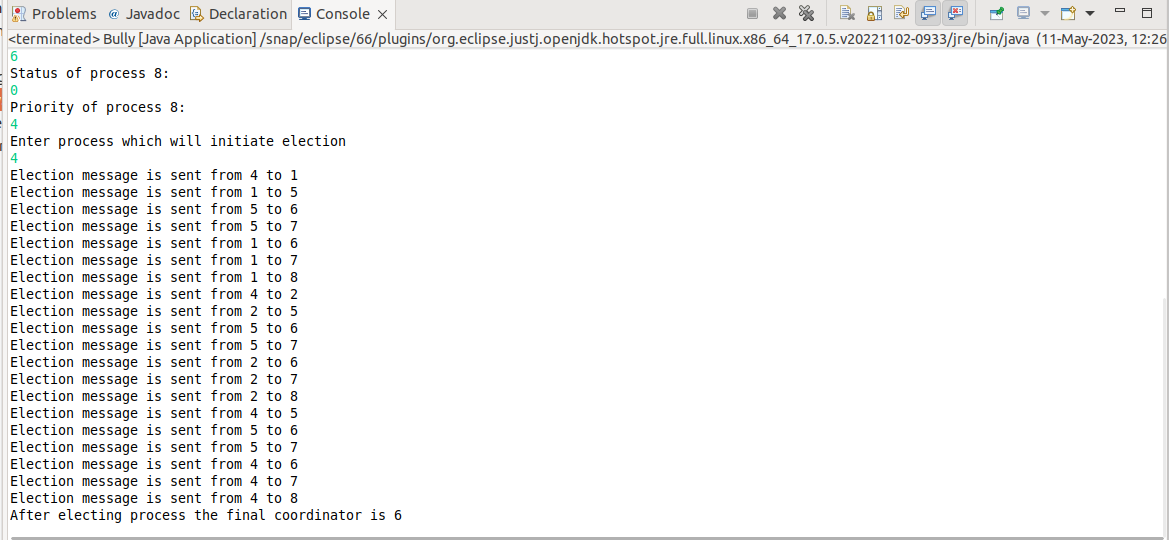 Problems @ Javadoc Declaration Console
<terminated> Bully [Java Application] /snap/eclipse/66/plugins/org.eclipse.justj.openjdk.hotspot.jre.full.linux.x86_64_17.0.5.v20221102-0933/jre/bin/java (11-May-2023, 12:26
6
Status of process 8:
0
Priority of process 8:
4
Enter process which will initiate election
4
Election message is sent from 4 to 1
Election message is sent from 1 to 5
Election message is sent from 5 to 6
Election message is sent from 5 to 7
Election message is sent from 1 to 6
Election message is sent from 1 to 7
Election message is sent from 1 to 8
Election message is sent from 4 to 2
Election message is sent from 2 to 5
Election message is sent from 5 to 6
Election message is sent from 5 to 7
Election message is sent from 2 to 6
Election message is sent from 2 to 7
Election message is sent from 2 to 8
Election message is sent from 4 to 5
Election message is sent from 5 to 6
Election message is sent from 5 to 7
Election message is sent from 4 to 6
Election message is sent from 4 to 7
Election message is sent from 4 to 8
After electing process the final coordinator is 6